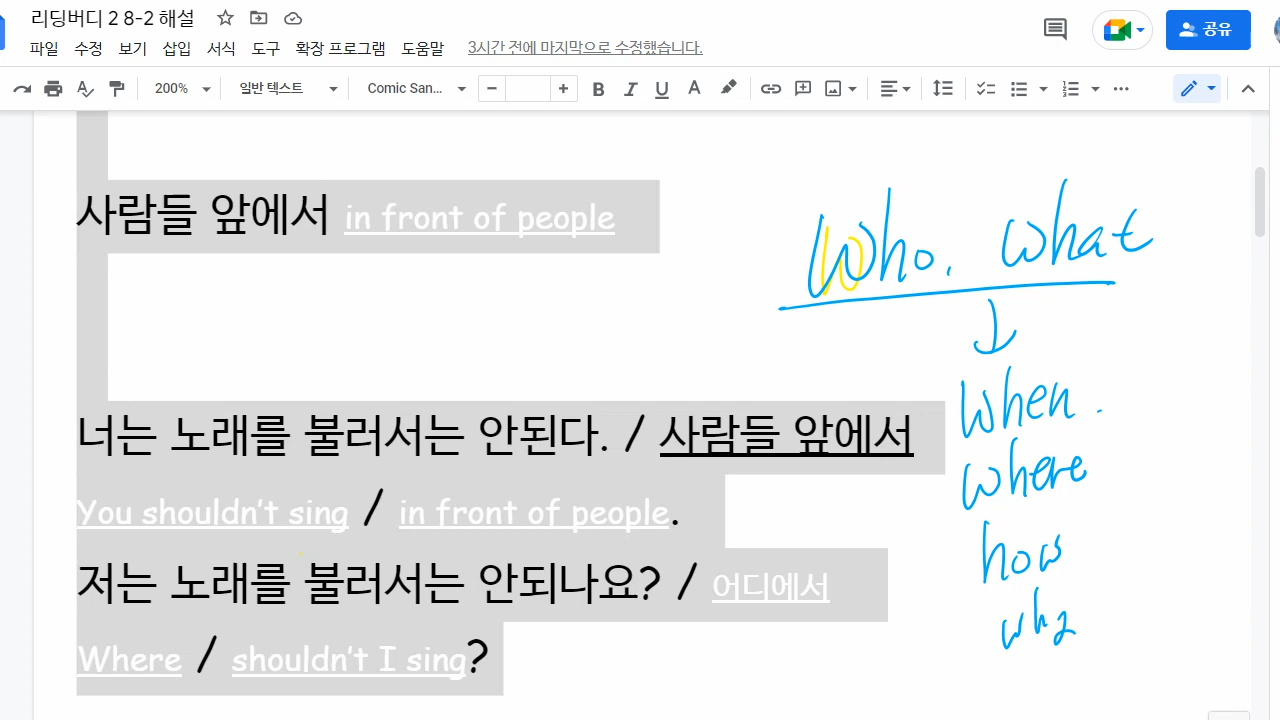 리딩버디 2 8-2 해설
파일 수정 보기 삽입 서식 도구 확장 프로그램 도움말 3시간 전에 마지막으로 수정했습니다.
공유
200% 일반 텍스트 Comic San... B I U A
사람들 앞에서 in front of people
Who, what
너는 노래를 불러서는 안된다. / 사람들 앞에서
when.
You shouldn't sing / in front of people.
where
저는 노래를 불러서는 안되나요? / 어디에서
how
Where / shouldn't I sing?
why